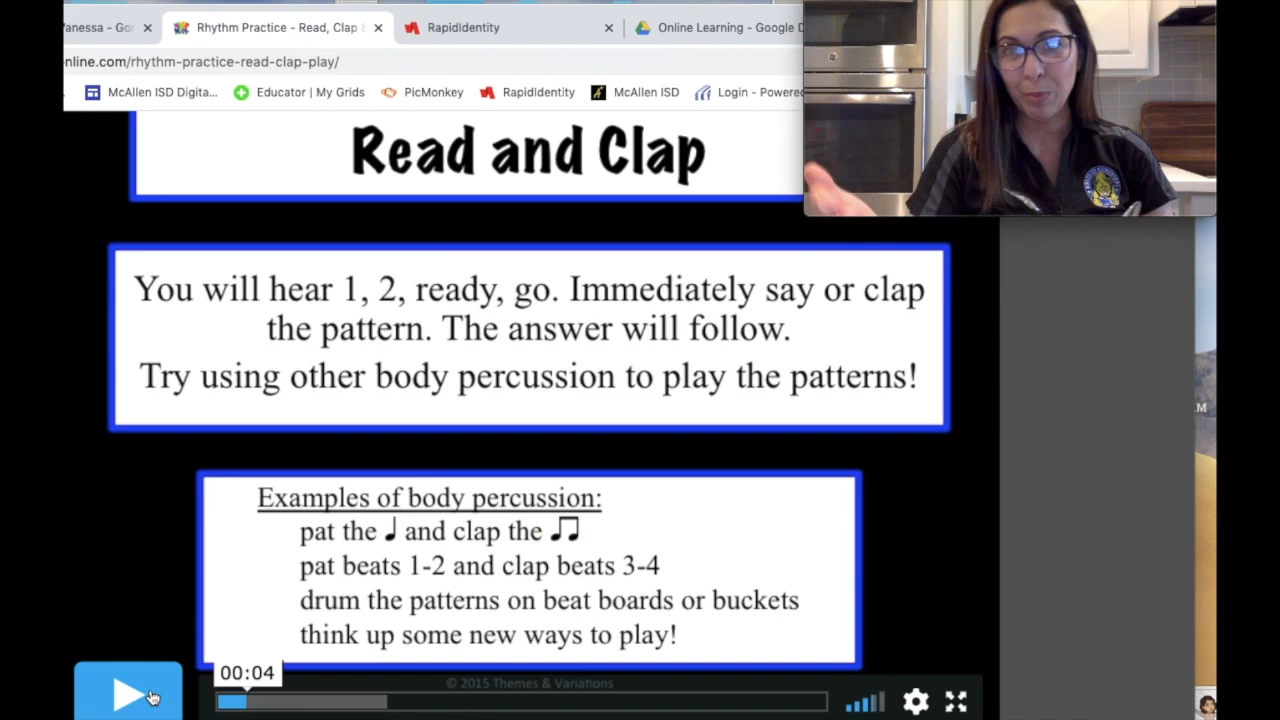 anessa - Gor
Rhythm Practice - Read, Clap &
RapidIdentity
Online Learning - Google D
nline.com/rhythm-practice-read-clap-play/
McAllen ISD Digita...
Educator | My Grids
PicMonkey
RapidIdentity
McAllen ISD
Login - Powered
Read and Clap
You will hear 1, 2, ready, go. Immediately say or clap
the pattern. The answer will follow.
Try using other body percussion to play the patterns!
Examples of body percussion:
pat the ♩ and clap the ♫
pat beats 1-2 and clap beats 3-4
drum the patterns on beat boards or buckets
think up some new ways to play!
00:04
© 2015 Themes & Variations
M